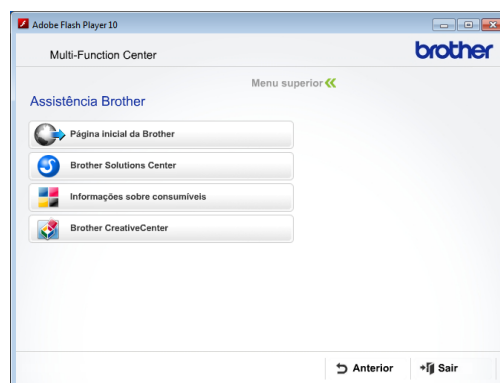 Adobe Flash Player 10
Multi-Function Center
brother
Menu superior
Assistência Brother
Página inicial da Brother
Brother Solutions Center
Informações sobre consumíveis
Brother CreativeCenter
Anterior
Sair